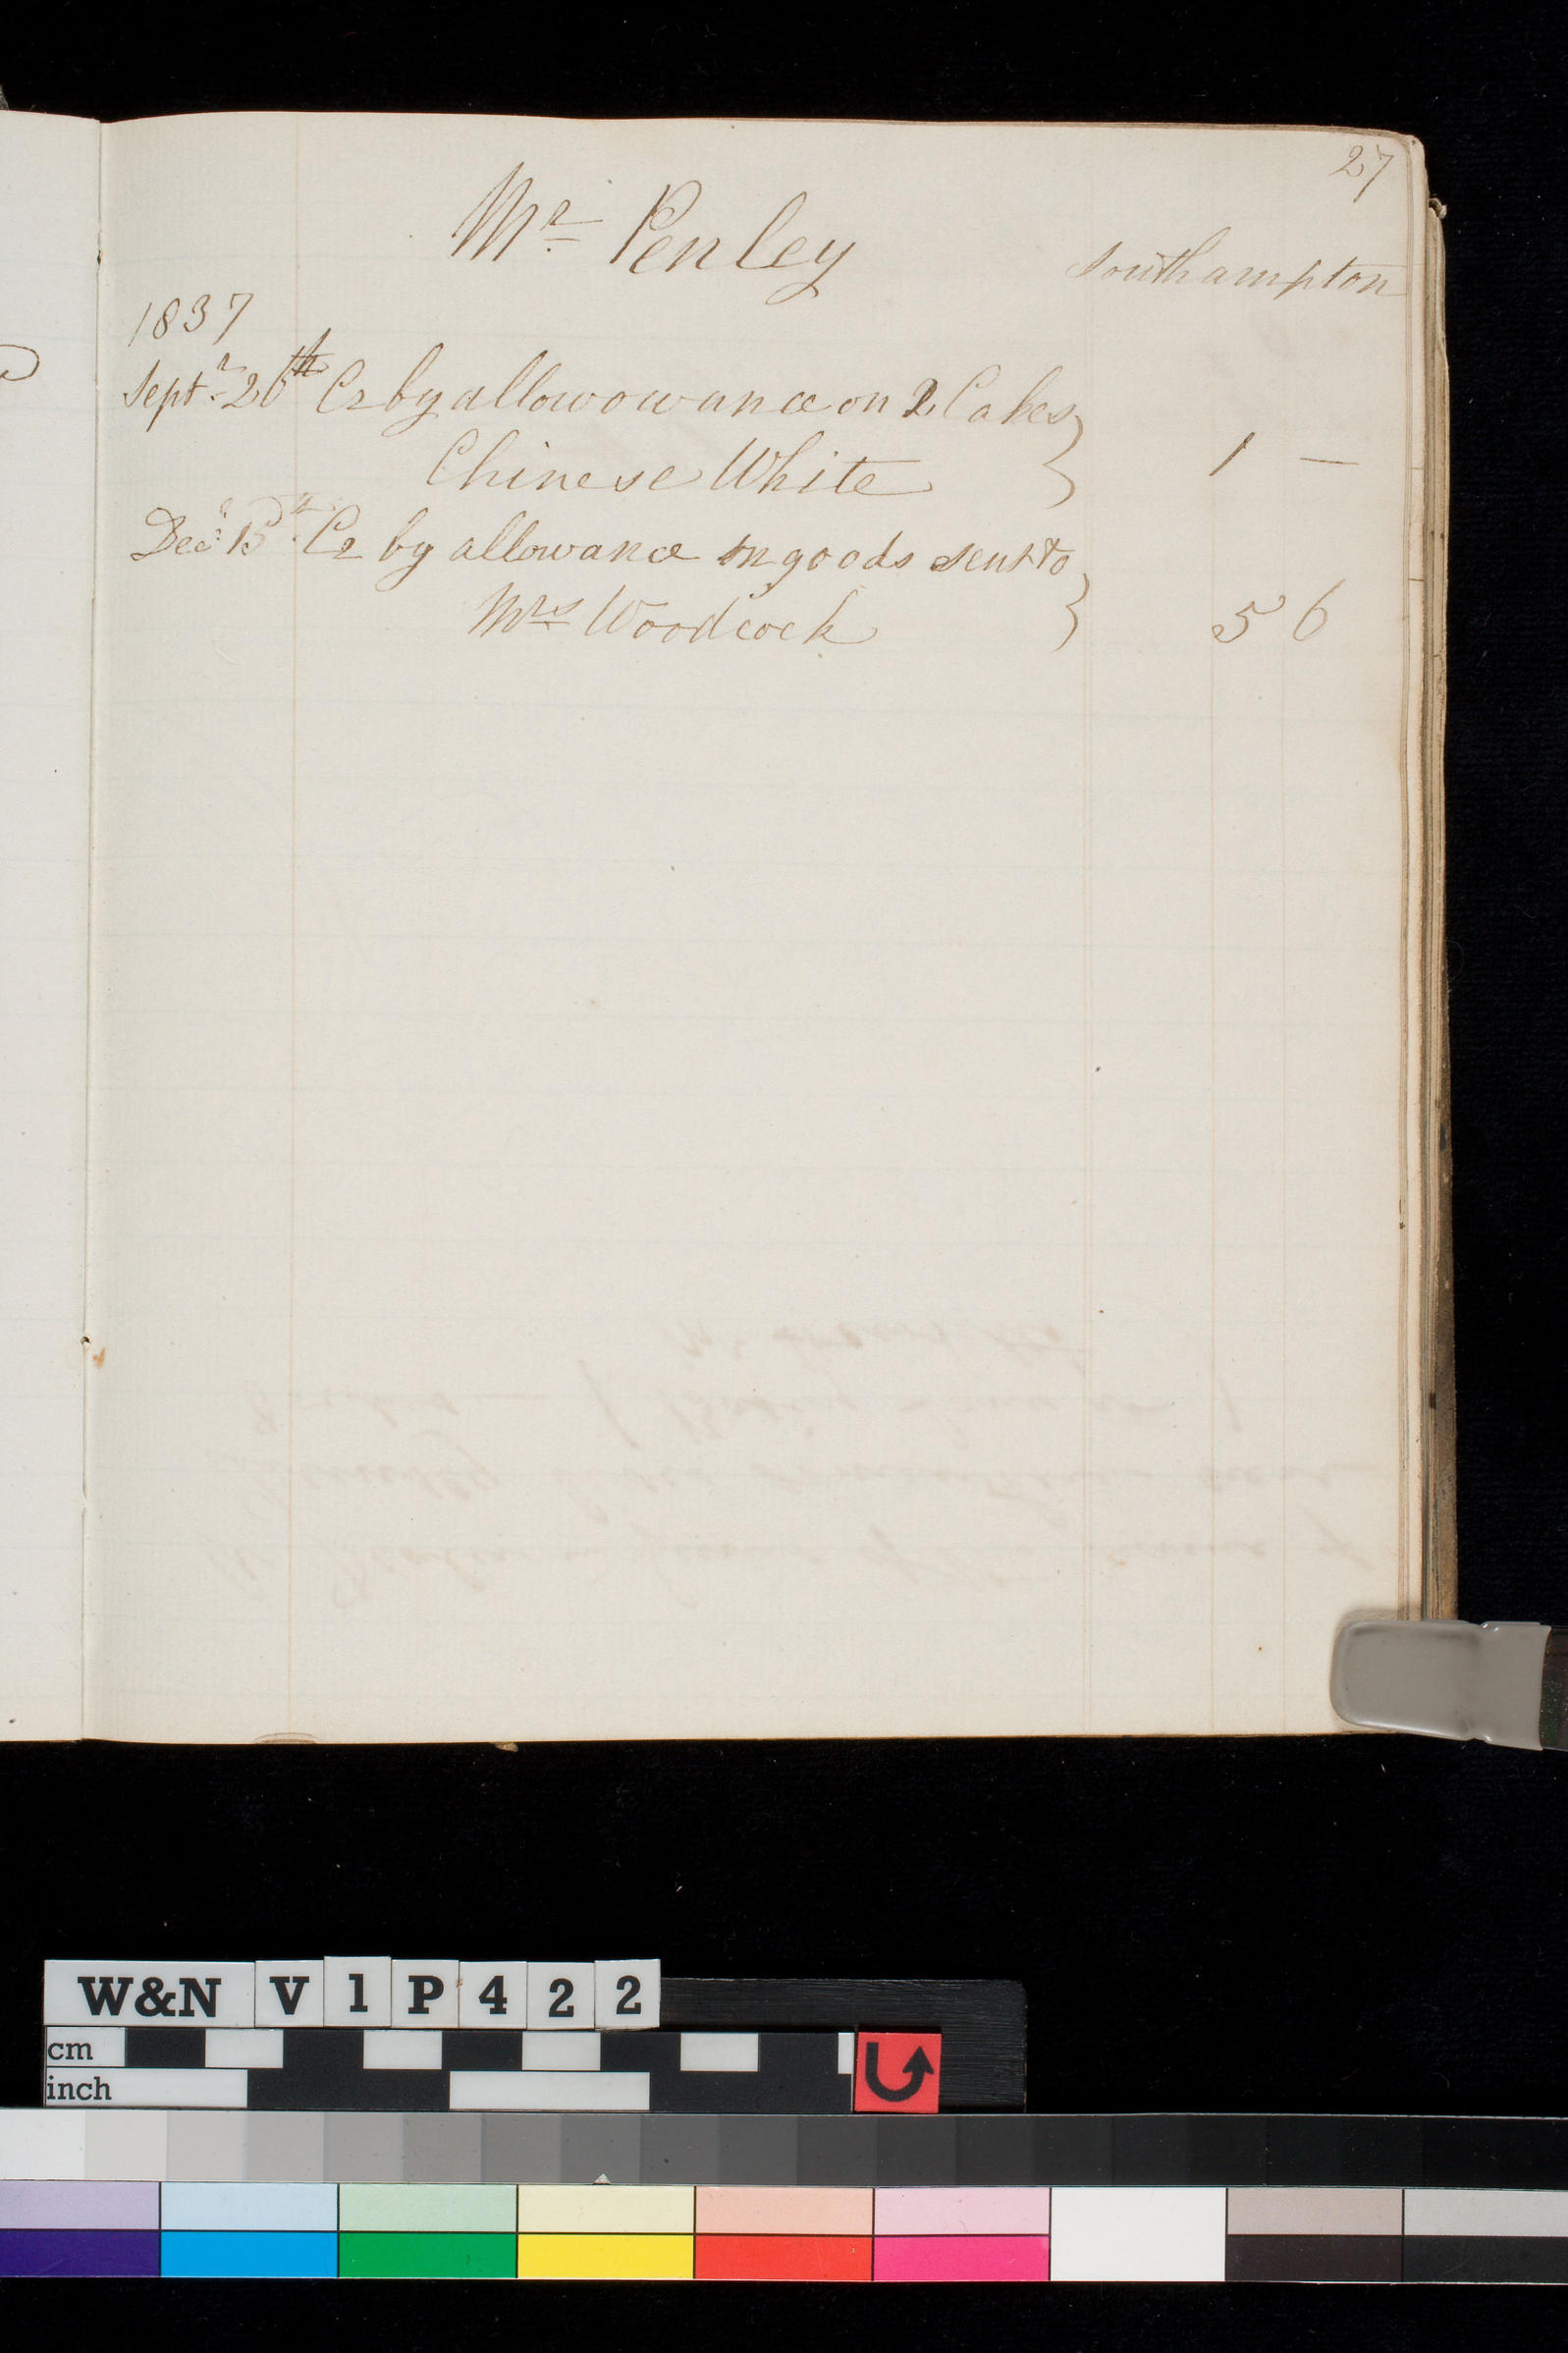 27
Mr Penley
Southampton
1837
Septr 26th Cr by allowowance on 2 Cakes
Chinese White } 1 —
Decr 15th Cr by allowance on goods sent to
Mrs Woodcock } 5 6
W&N V1P422
cm
inch